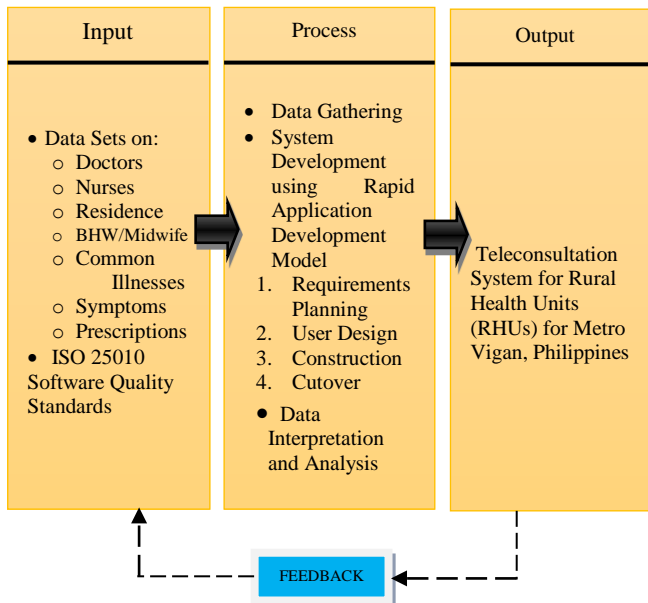 Input
• Data Sets on:
o Doctors
o Nurses
o Residence
o BHW/Midwife
o Common
Illnesses
o Symptoms
o Prescriptions
• ISO 25010
Software Quality
Standards
Process
• Data Gathering
• System
Development
using Rapid
Application
Development
Model
1. Requirements
Planning
2. User Design
3. Construction
4. Cutover
• Data
Interpretation
and Analysis
Output
Teleconsultation
System for Rural
Health Units
(RHUs) for Metro
Vigan, Philippines
FEEDBACK